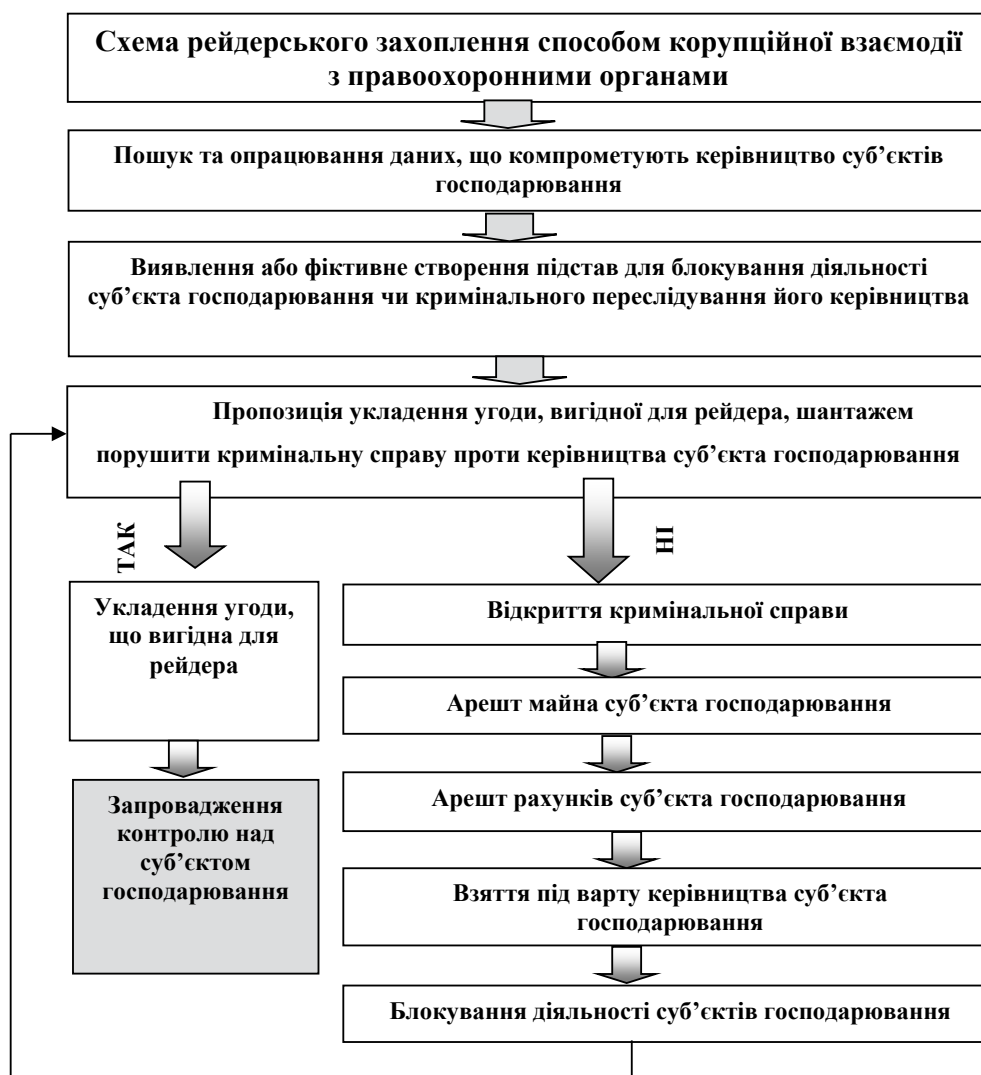 Схема рейдерського захоплення способом корупційної взаємодії
з правоохоронними органами
Пошук та опрацювання даних, що компрометують керівництво суб’єктів
господарювання
Виявлення або фіктивне створення підстав для блокування діяльності
суб’єкта господарювання чи кримінального переслідування його керівництва
Пропозиція укладення угоди, вигідної для рейдера, шантажем
порушити кримінальну справу проти керівництва суб’єкта господарювання
ТАК
НІ
Укладення угоди,
що вигідна для
рейдера
Запровадження
контролю над
суб’єктом
господарювання
Відкриття кримінальної справи
Арешт майна суб’єкта господарювання
Арешт рахунків суб’єкта господарювання
Взяття під варту керівництва суб’єкта
господарювання
Блокування діяльності суб’єктів господарювання